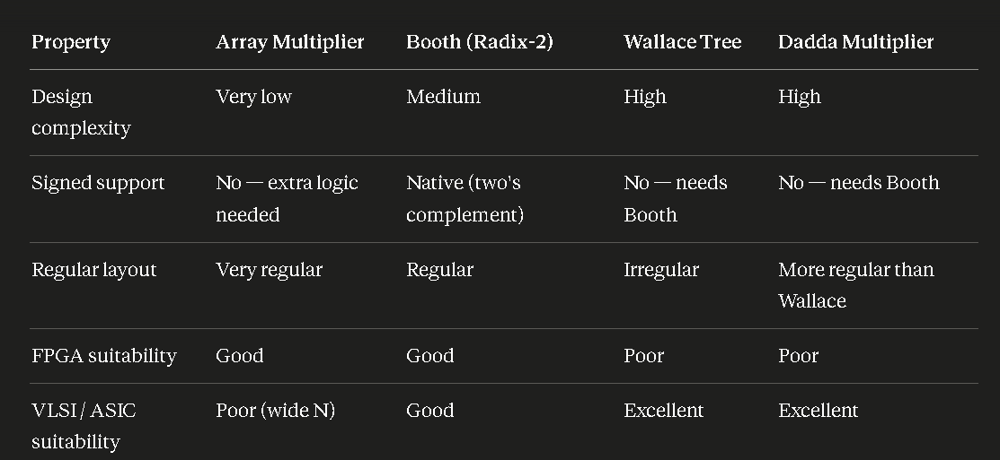 Property Array Multiplier Booth (Radix-2) Wallace Tree Dadda Multiplier
Design complexity Very low Medium High High
Signed support No — extra logic needed Native (two's complement) No — needs Booth No — needs Booth
Regular layout Very regular Regular Irregular More regular than Wallace
FPGA suitability Good Good Poor Poor
VLSI / ASIC suitability Poor (wide N) Good Excellent Excellent